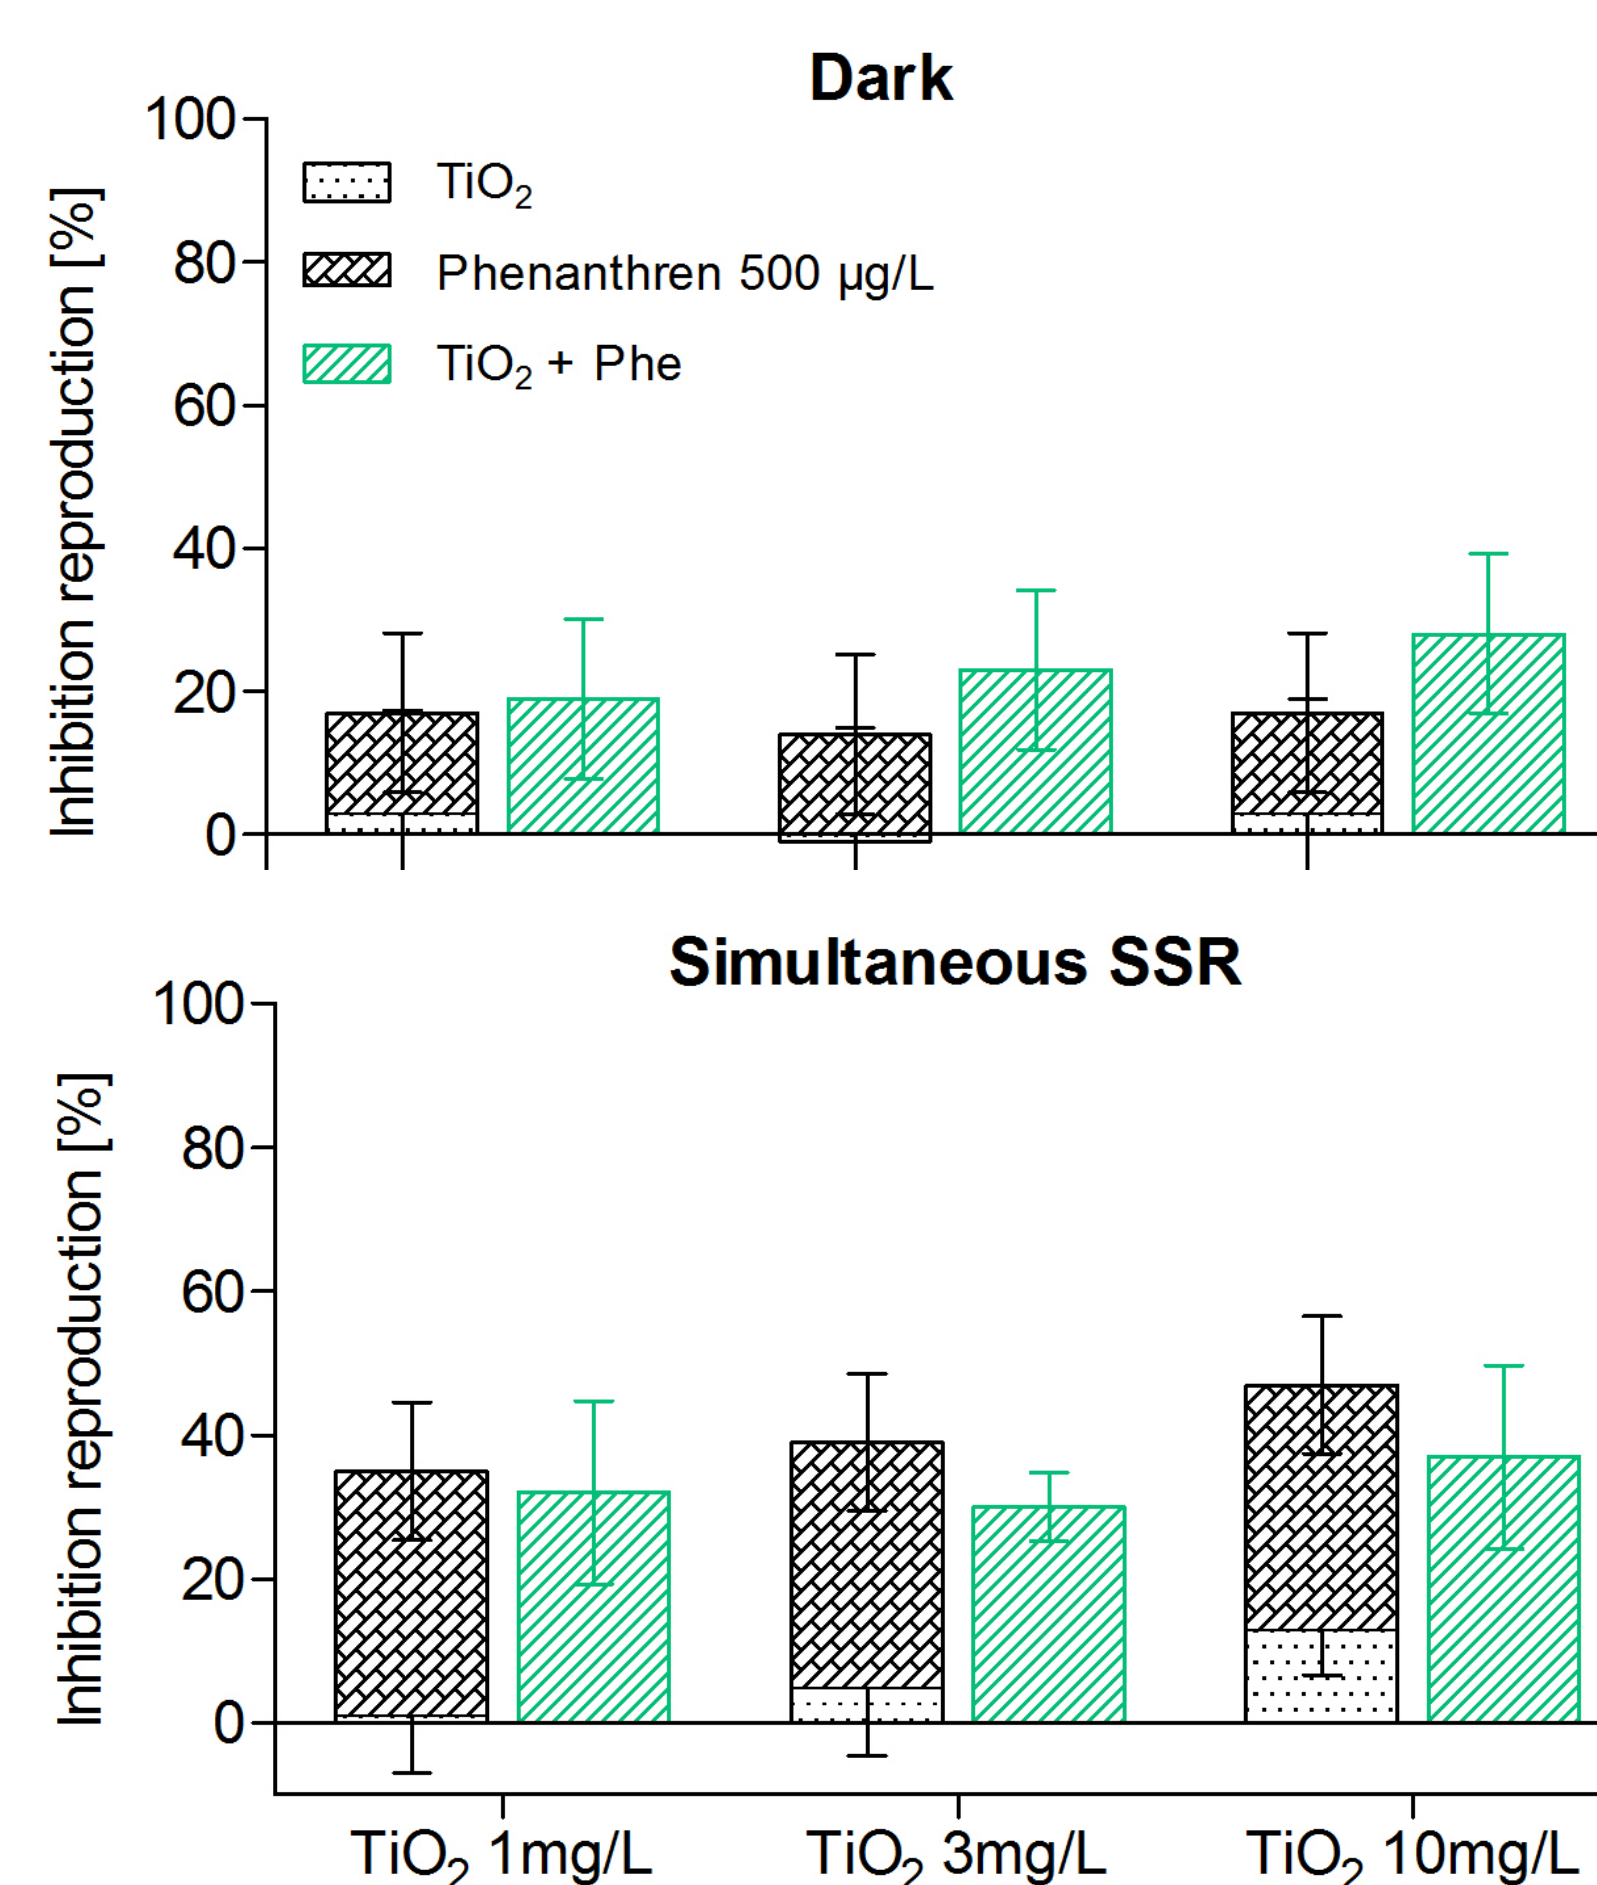 Dark
Inhibition reproduction [%]
100
80
60
40
20
0
TiO₂
Phenanthren 500 µg/L
TiO₂ + Phe
Simultaneous SSR
Inhibition reproduction [%]
100
80
60
40
20
0
TiO₂ 1mg/L TiO₂ 3mg/L TiO₂ 10mg/L